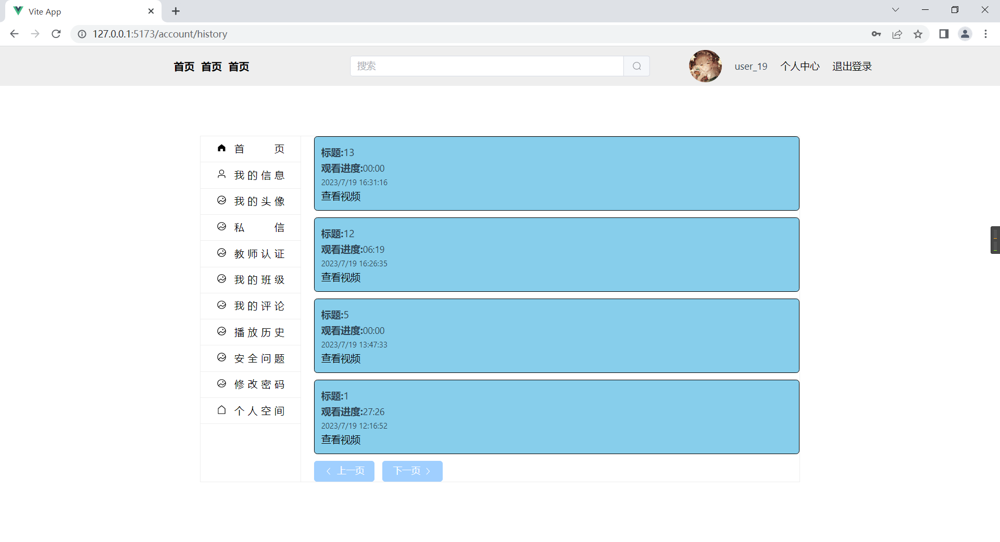 Vite App
127.0.0.1:5173/account/history
首页 首页 首页
搜索
user_19 个人中心 退出登录
首页
我的信息
我的头像
私信
教师认证
我的班级
我的评论
播放历史
安全问题
修改密码
个人空间
标题:13
观看进度:00:00
2023/7/19 16:31:16
查看视频
标题:12
观看进度:06:19
2023/7/19 16:26:35
查看视频
标题:5
观看进度:00:00
2023/7/19 13:47:33
查看视频
标题:1
观看进度:27:26
2023/7/19 12:16:52
查看视频
上一页 下一页